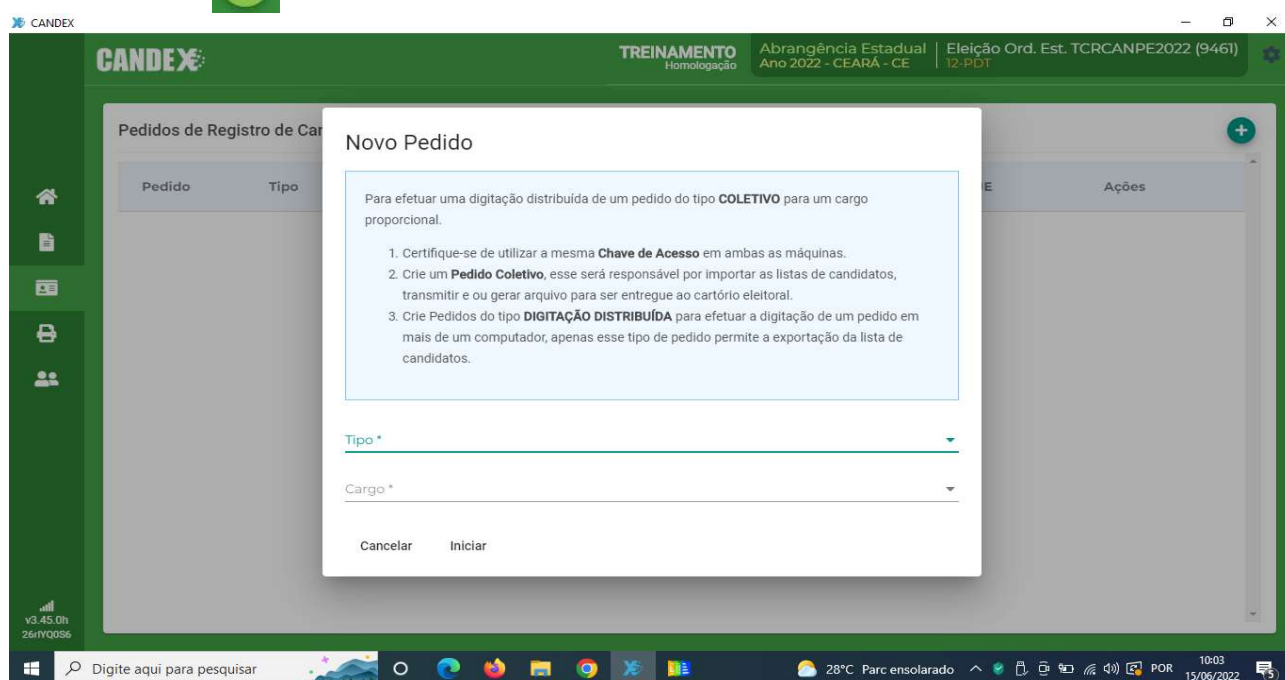 CANDEX
CANDEX
TREINAMENTO
Homologação
Abrangência Estadual
Ano 2022 - CEARÁ - CE
Eleição Ord. Est. TCRCANPE2022 (9461)
12-PDT
Pedidos de Registro de Car
Pedido Tipo E Ações
Novo Pedido
Para efetuar uma digitação distribuída de um pedido do tipo COLETIVO para um cargo
proporcional.
1. Certifique-se de utilizar a mesma Chave de Acesso em ambas as máquinas.
2. Crie um Pedido Coletivo, esse será responsável por importar as listas de candidatos,
transmitir e ou gerar arquivo para ser entregue ao cartório eleitoral.
3. Crie Pedidos do tipo DIGITAÇÃO DISTRIBUÍDA para efetuar a digitação de um pedido em
mais de um computador, apenas esse tipo de pedido permite a exportação da lista de
candidatos.
Tipo *
Cargo *
Cancelar Iniciar
v3.45.0h
Digite aqui para pesquisar
28°C Parc ensolarado
POR
10:03
15/06/2022